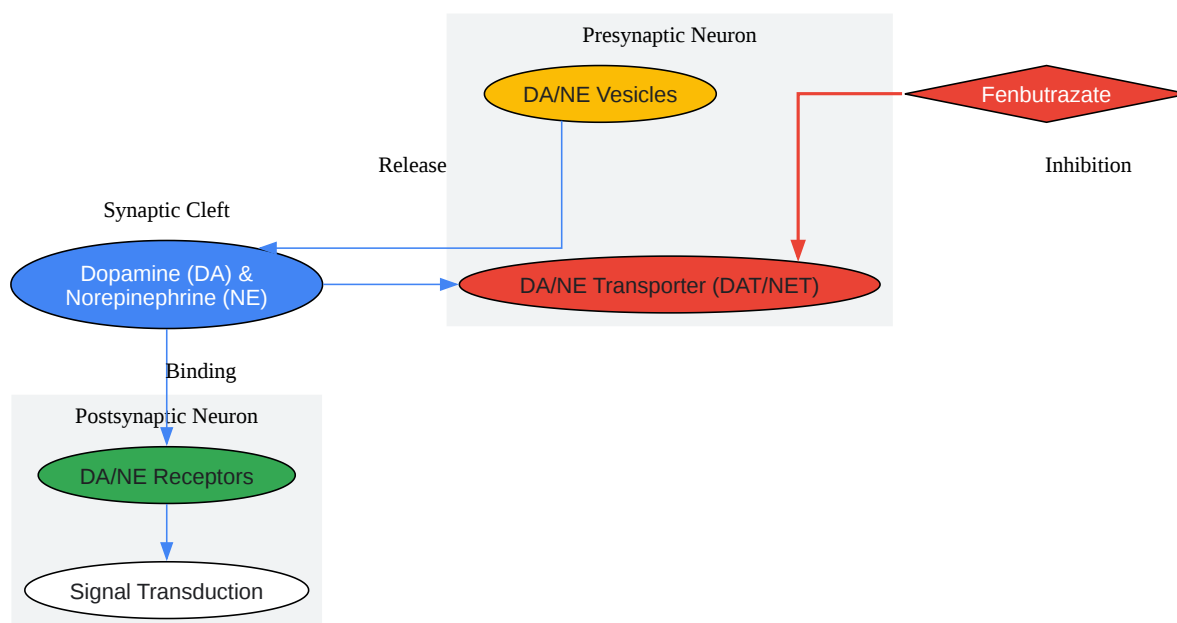 Presynaptic Neuron
DA/NE Vesicles
Fenbutrazate
Release
Inhibition
Synaptic Cleft
Dopamine (DA) &
Norepinephrine (NE)
DA/NE Transporter (DAT/NET)
Binding
Postsynaptic Neuron
DA/NE Receptors
Signal Transduction